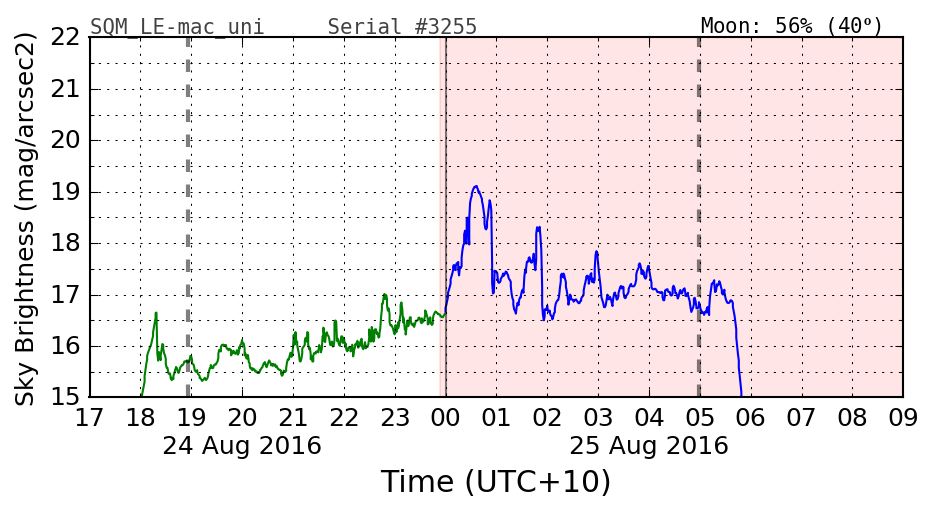 SQM_LE-mac_uni Serial #3255 Moon: 56% (40°)
22
21
20
19
18
17
16
15
Sky Brightness (mag/arcsec2)
17 18 19 20 21 22 23 00 01 02 03 04 05 06 07 08 09
24 Aug 2016 25 Aug 2016
Time (UTC+10)